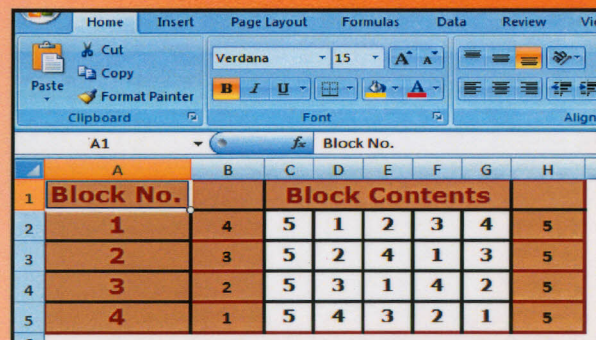 Home Insert Page Layout Formulas Data Review
Cut
Copy
Format Painter
Paste
Clipboard
Verdana 15 A A
B I U A
Font
A1 fx Block No.
A B C D E F G H
1 Block No. Block Contents
2 1 4 5 1 2 3 4 5
3 2 3 5 2 4 1 3 5
4 3 2 5 3 1 4 2 5
5 4 1 5 4 3 2 1 5